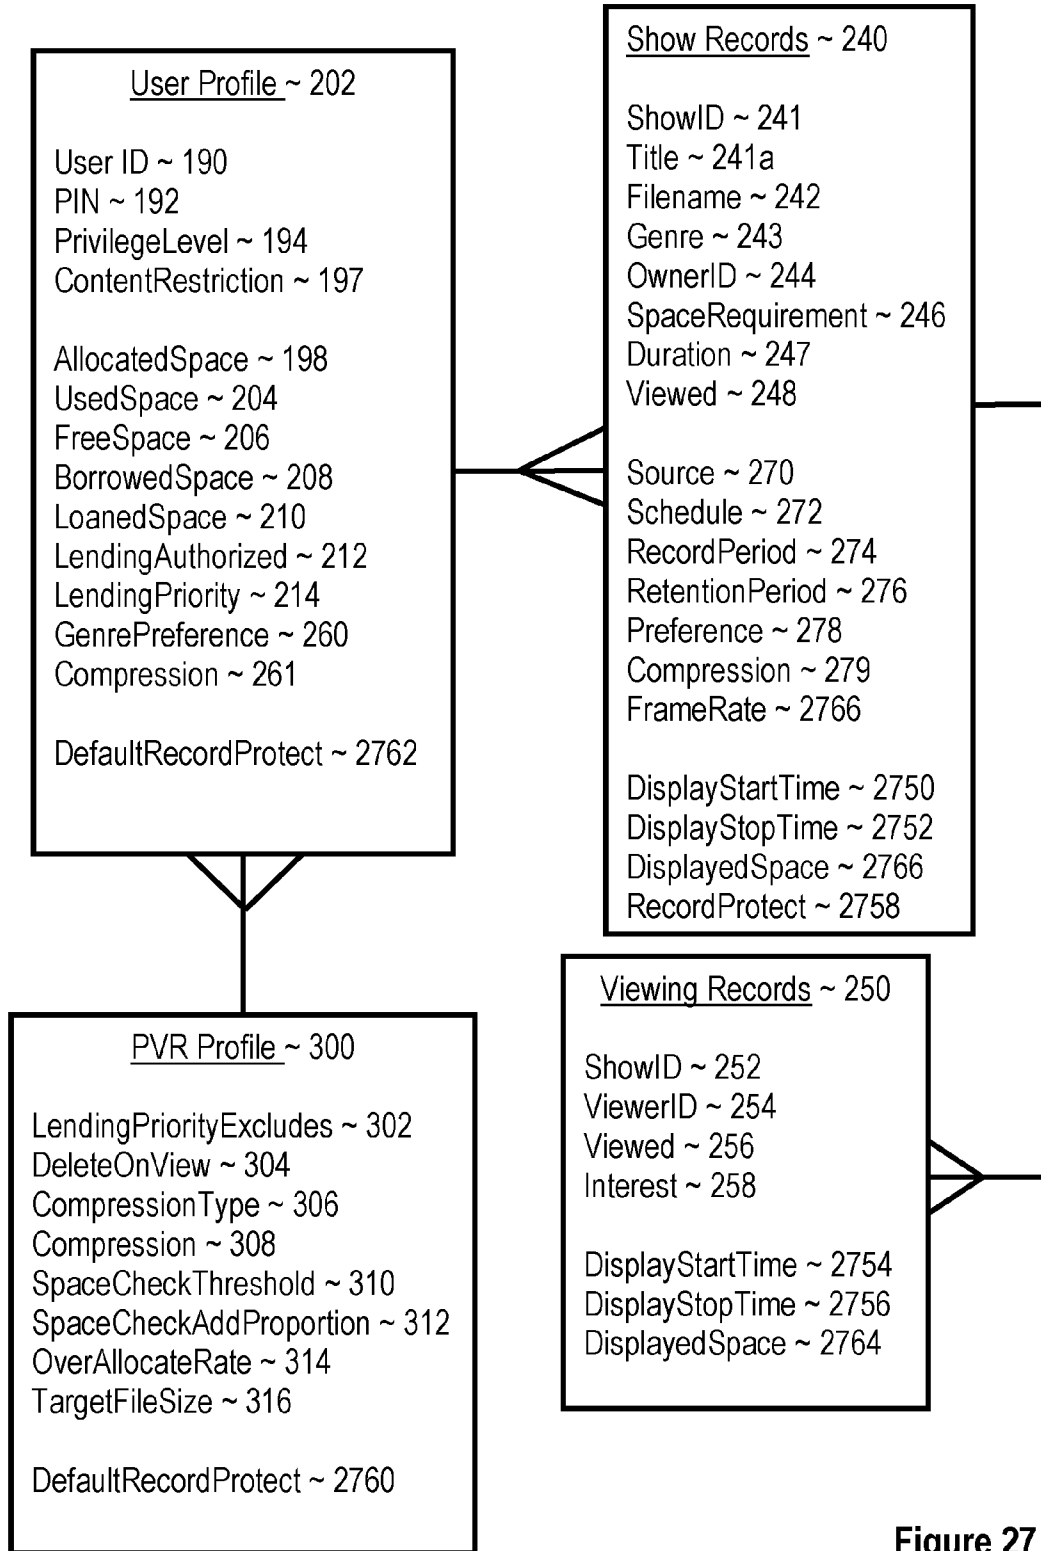 User Profile ~ 202
User ID ~ 190
PIN ~ 192
PrivilegeLevel ~ 194
ContentRestriction ~ 197
AllocatedSpace ~ 198
UsedSpace ~ 204
FreeSpace ~ 206
BorrowedSpace ~ 208
LoanedSpace ~ 210
LendingAuthorized ~ 212
LendingPriority ~ 214
GenrePreference ~ 260
Compression ~ 261
DefaultRecordProtect ~ 2762
Show Records ~ 240
ShowID ~ 241
Title ~ 241a
Filename ~ 242
Genre ~ 243
OwnerID ~ 244
SpaceRequirement ~ 246
Duration ~ 247
Viewed ~ 248
Source ~ 270
Schedule ~ 272
RecordPeriod ~ 274
RetentionPeriod ~ 276
Preference ~ 278
Compression ~ 279
FrameRate ~ 2766
DisplayStartTime ~ 2750
DisplayStopTime ~ 2752
DisplayedSpace ~ 2766
RecordProtect ~ 2758
PVR Profile ~ 300
LendingPriorityExcludes ~ 302
DeleteOnView ~ 304
CompressionType ~ 306
Compression ~ 308
SpaceCheckThreshold ~ 310
SpaceCheckAddProportion ~ 312
OverAllocateRate ~ 314
TargetFileSize ~ 316
DefaultRecordProtect ~ 2760
Viewing Records ~ 250
ShowID ~ 252
ViewerID ~ 254
Viewed ~ 256
Interest ~ 258
DisplayStartTime ~ 2754
DisplayStopTime ~ 2756
DisplayedSpace ~ 2764
Figure 27